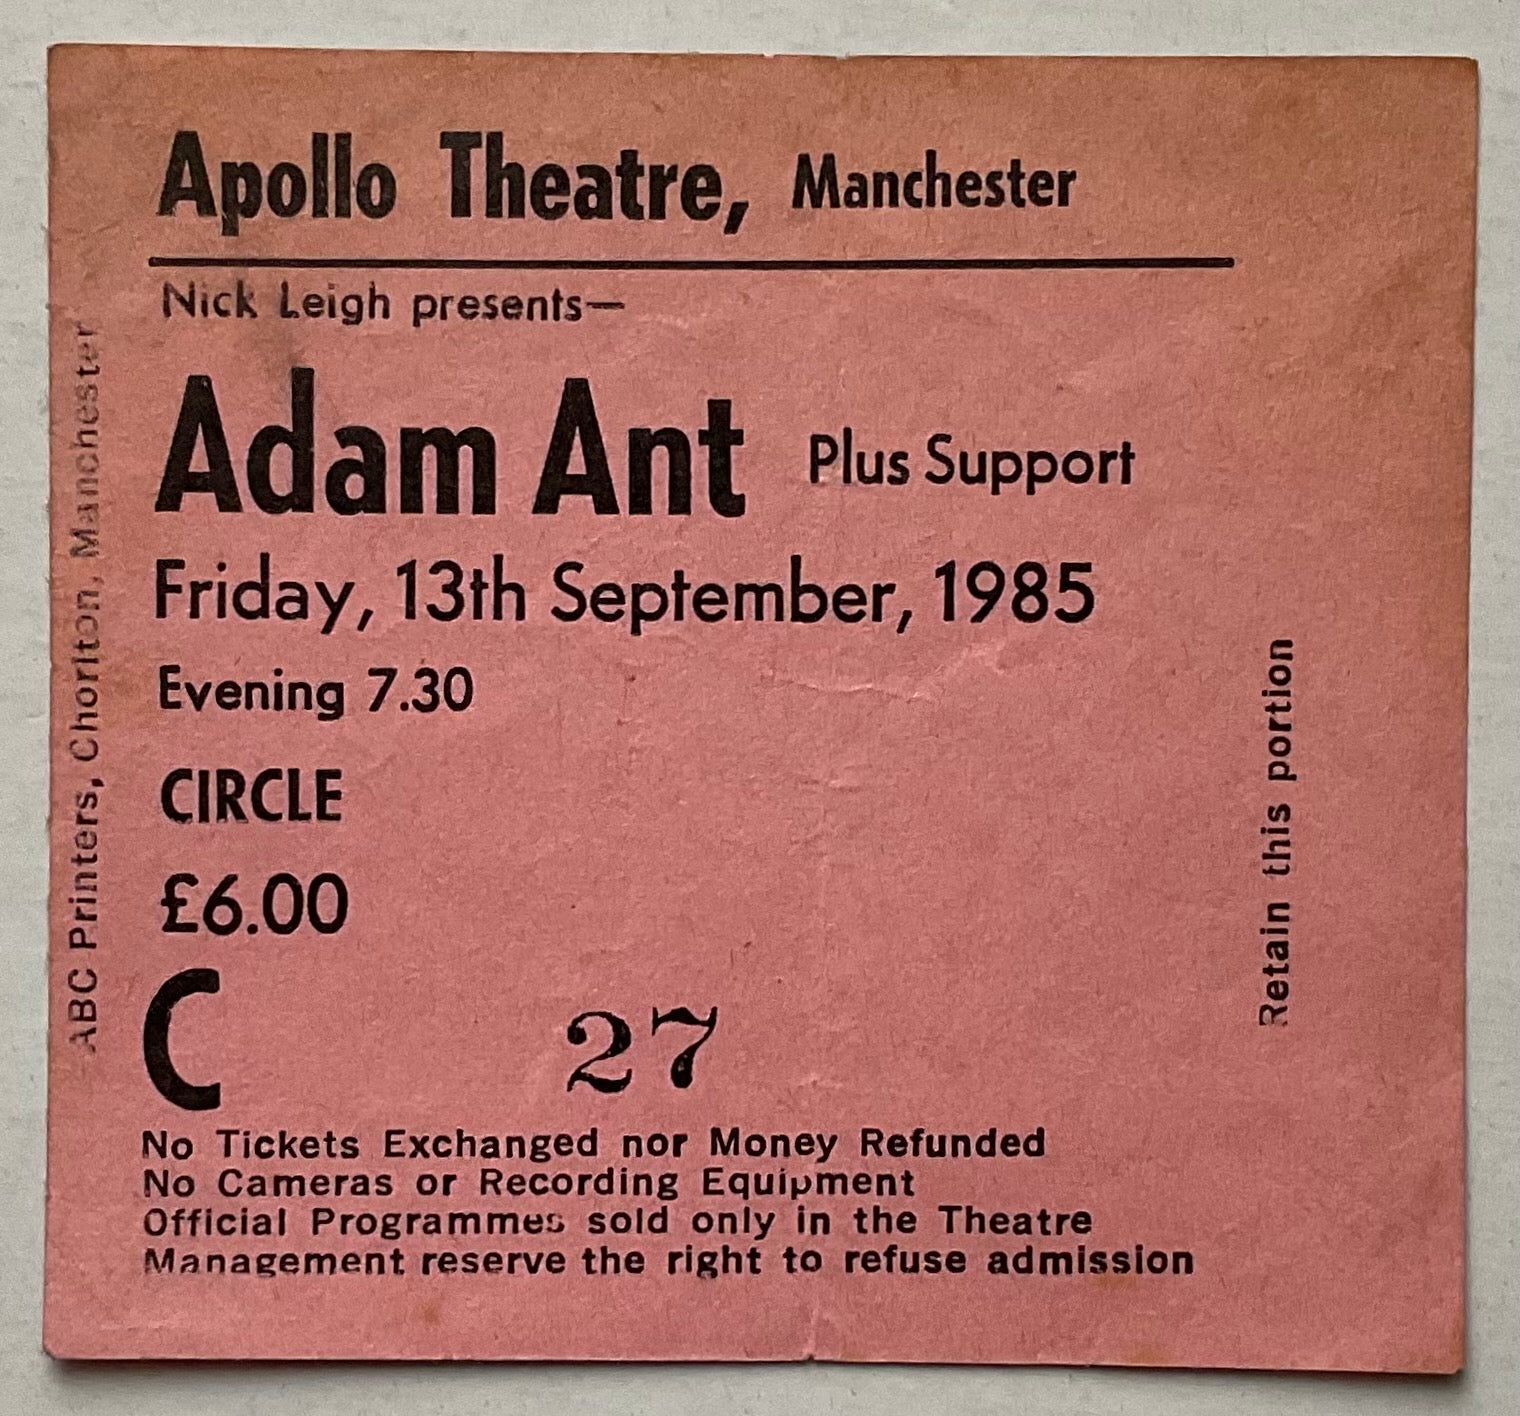 Apollo Theatre, Manchester
Nick Leigh presents—
Adam Ant Plus Support
Friday, 13th September, 1985
Evening 7.30
CIRCLE
£6.00
C 27
No Tickets Exchanged nor Money Refunded
No Cameras or Recording Equipment
Official Programmes sold only in the Theatre
Management reserve the right to refuse admission
ABC Printers, Chorlton, Manchester
Retain this portion